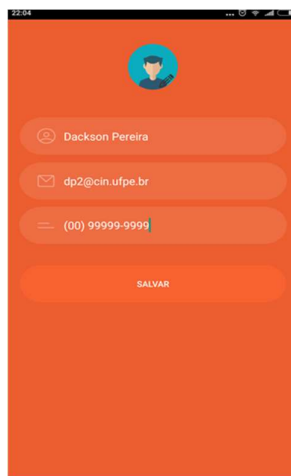 22:04
Dackson Pereira
dp2@cin.ufpe.br
(00) 99999-9999
SALVAR